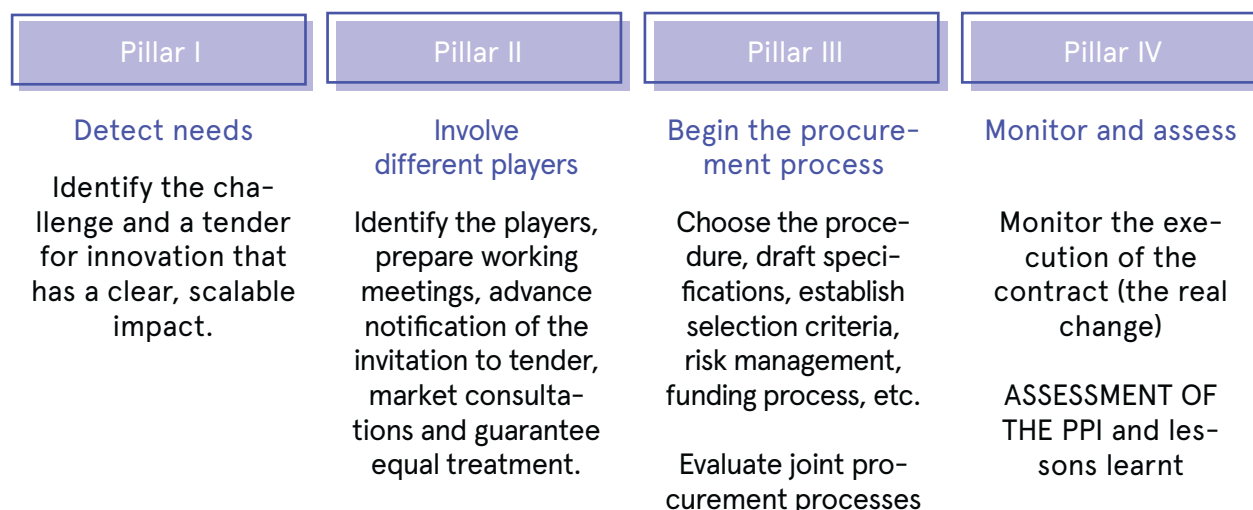 Pillar I
Detect needs
Identify the cha-
llenge and a tender
for innovation that
has a clear, scalable
impact.
Pillar II
Involve
different players
Identify the players,
prepare working
meetings, advance
notification of the
invitation to tender,
market consulta-
tions and guarantee
equal treatment.
Pillar III
Begin the procure-
ment process
Choose the proce-
dure, draft speci-
fications, establish
selection criteria,
risk management,
funding process, etc.
Evaluate joint pro-
curement processes
Pillar IV
Monitor and assess
Monitor the exe-
cution of the
contract (the real
change)
ASSESSMENT OF
THE PPI and les-
sons learnt